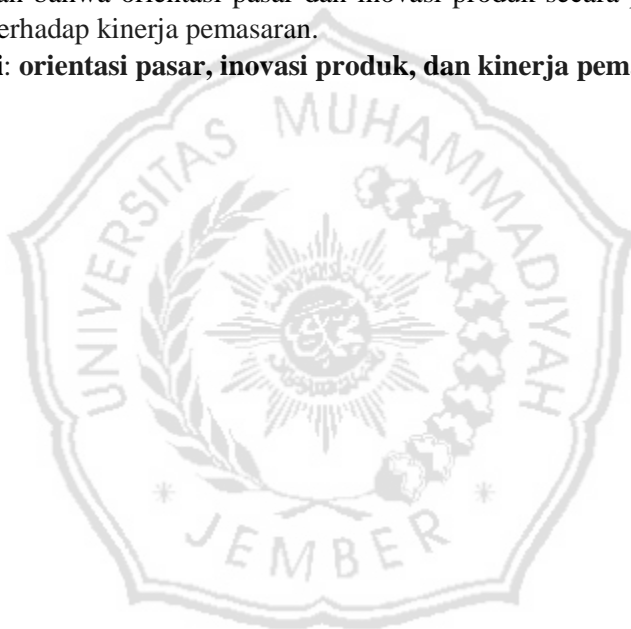 an bahwa orientasi pasar dan inovasi produk secara
erhadap kinerja pemasaran.
i: orientasi pasar, inovasi produk, dan kinerja pem
UNIVERSITAS MUHAMMADIYAH
JEMBER